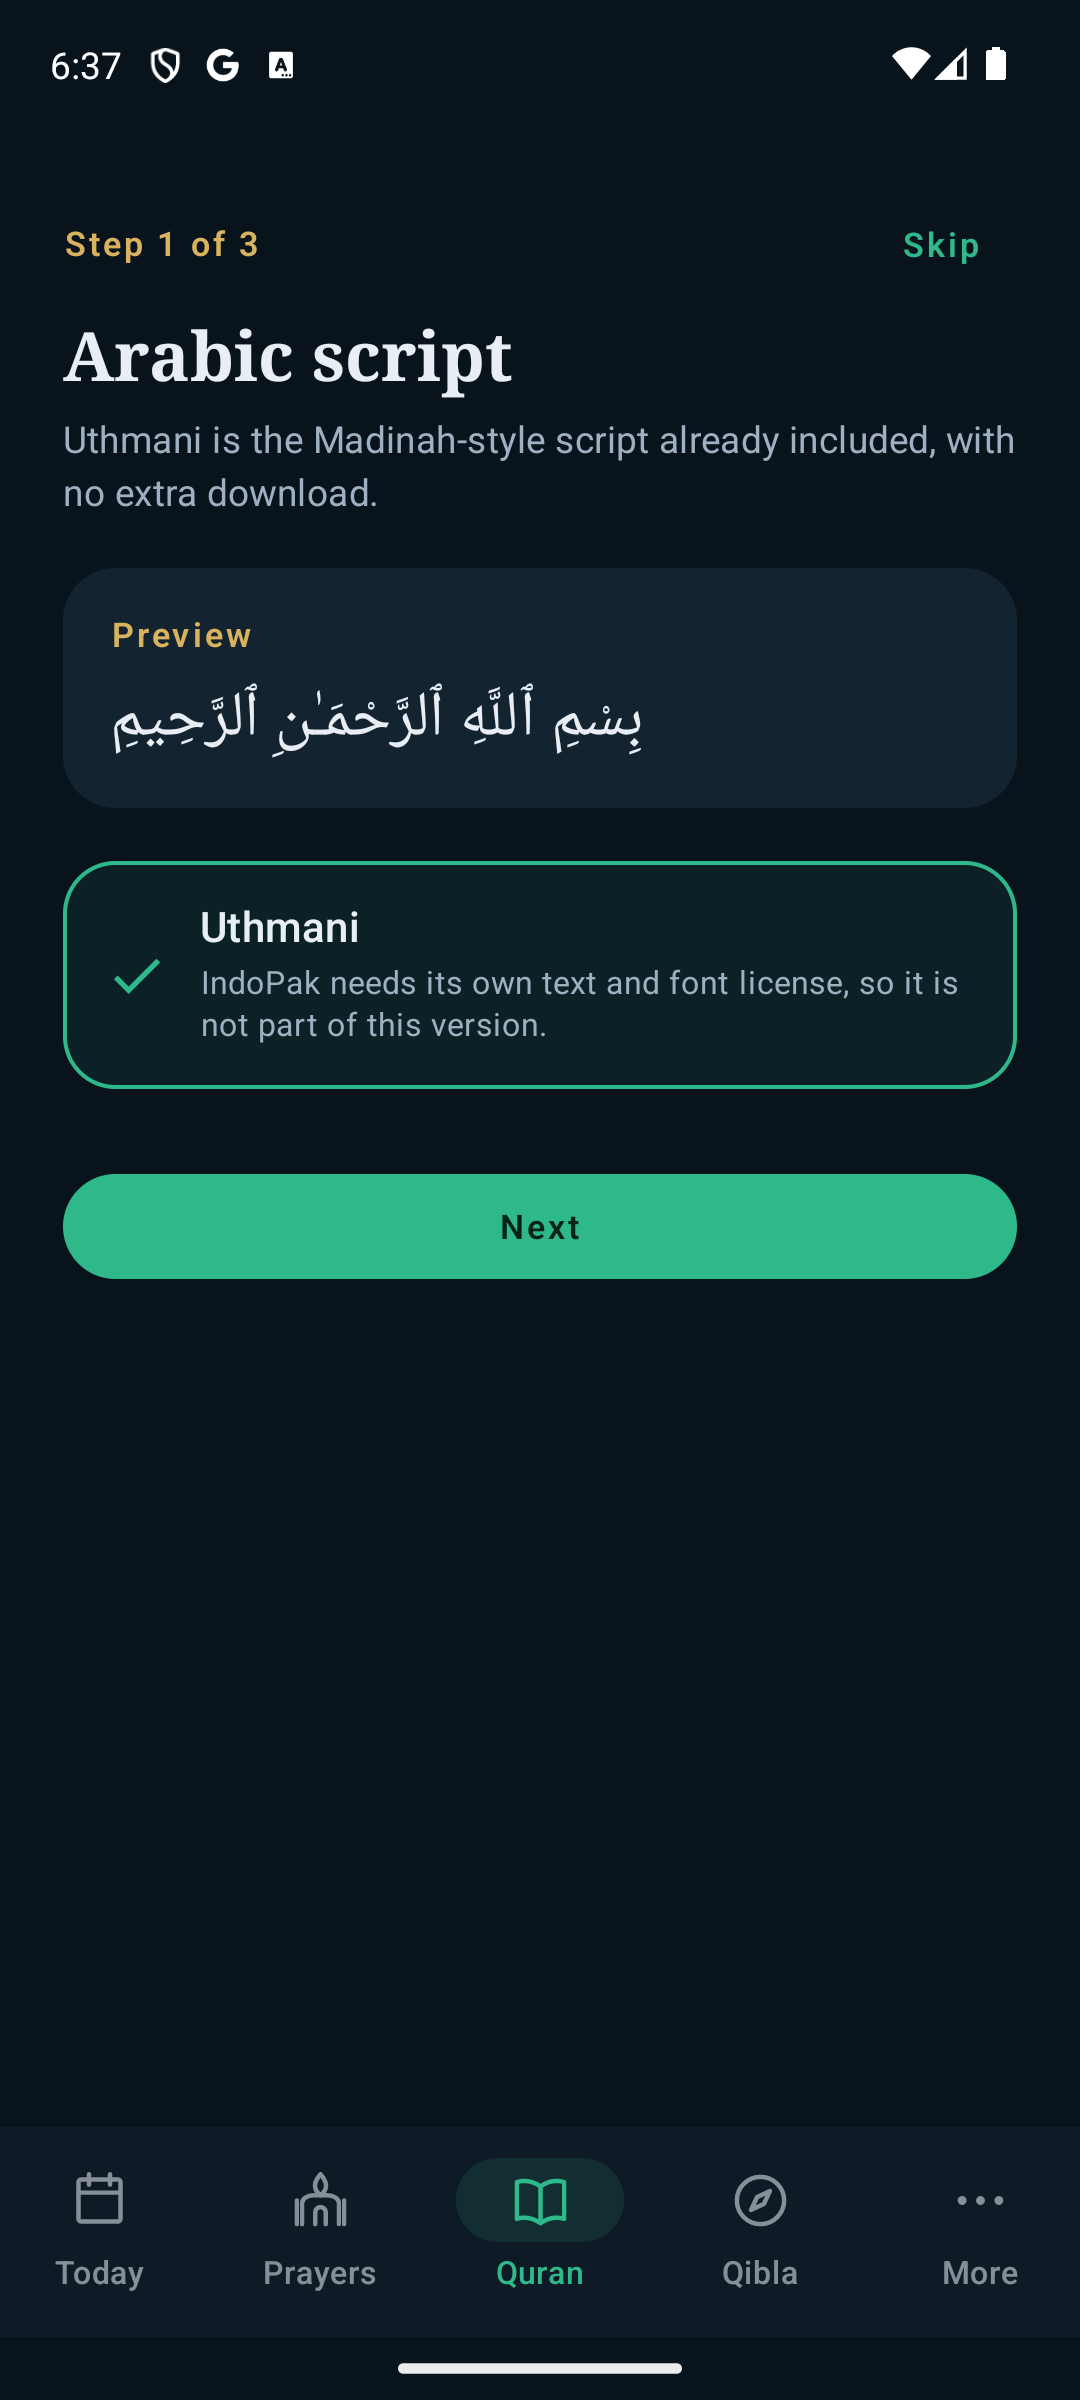 6:37
Step 1 of 3
Skip
Arabic script
Uthmani is the Madinah-style script already included, with
no extra download.
Preview
بِسْمِ ٱللَّهِ ٱلرَّحْمَـٰنِ ٱلرَّحِيمِ
Uthmani
IndoPak needs its own text and font license, so it is
not part of this version.
Next
Today
Prayers
Quran
Qibla
More